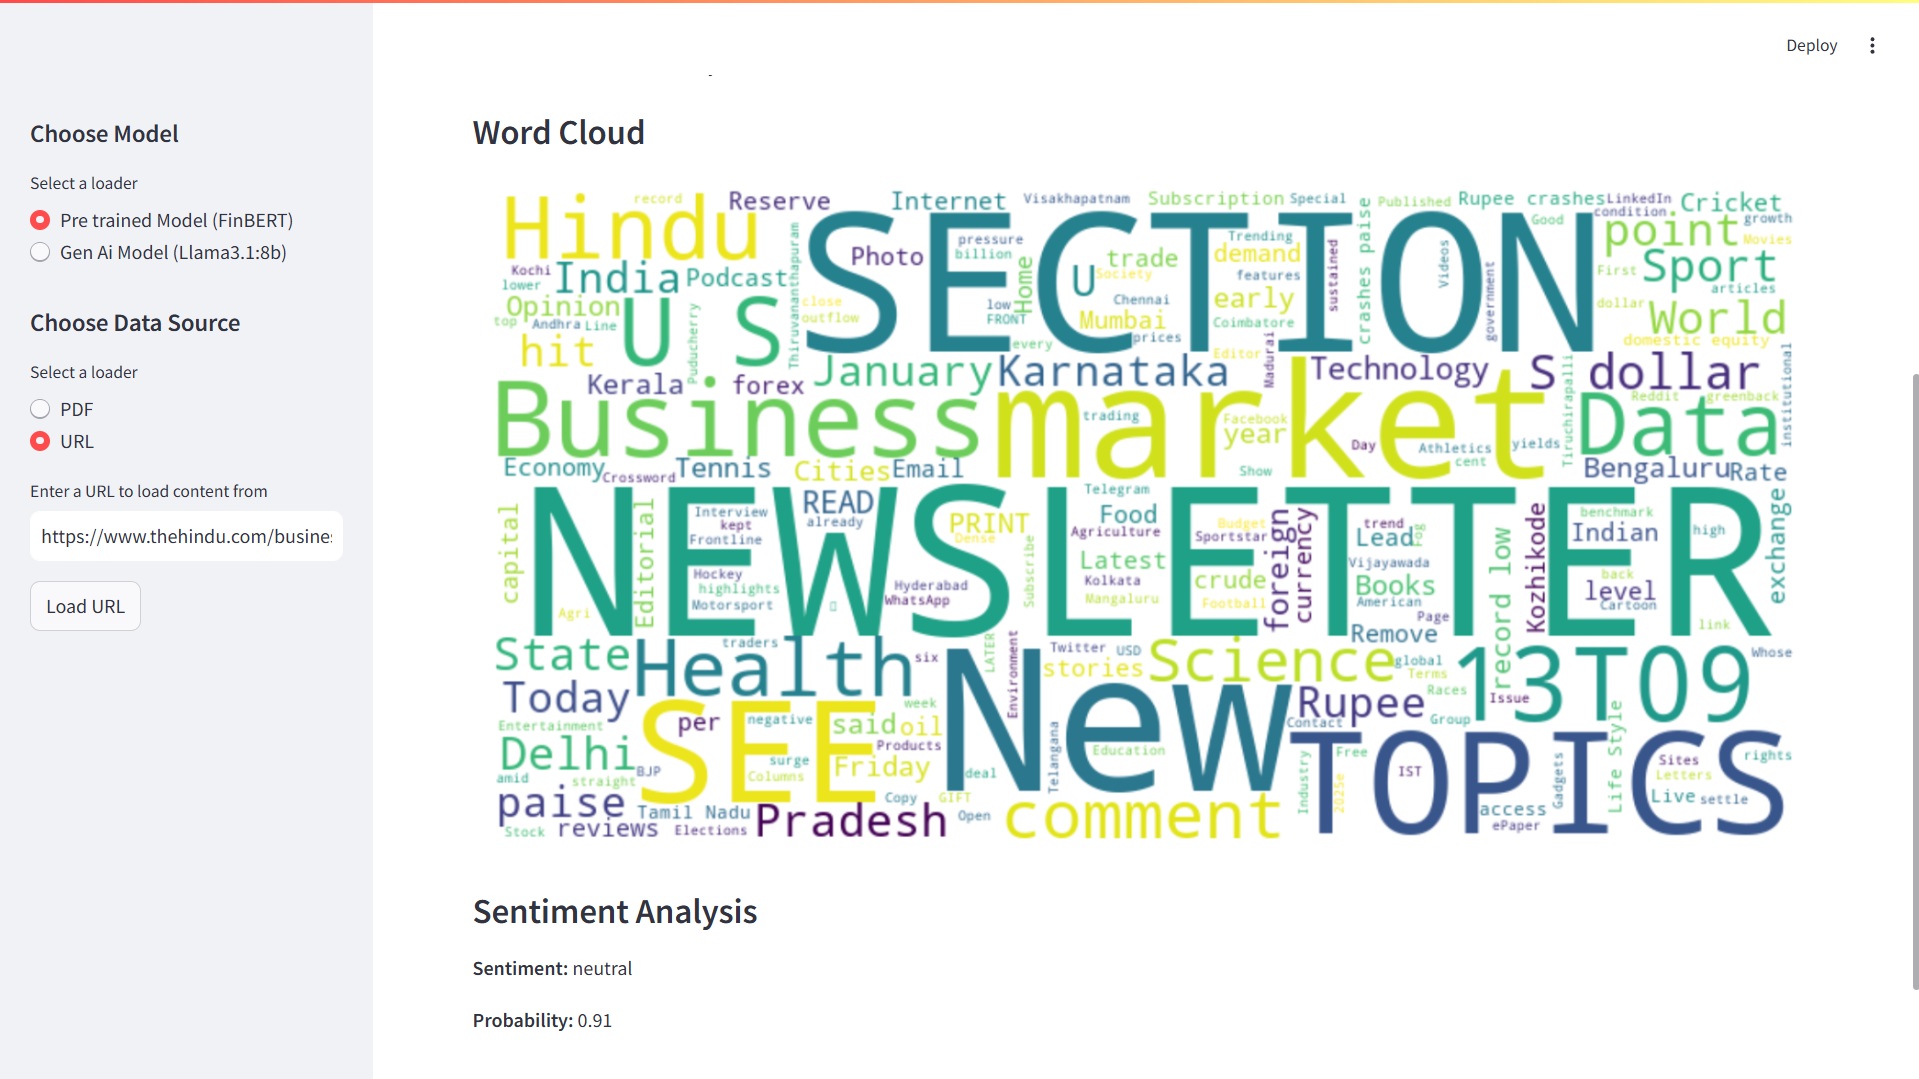 Deploy
Choose Model
Select a loader
Pre trained Model (FinBERT)
Gen Ai Model (Llama3.1:8b)
Choose Data Source
Select a loader
PDF
URL
Enter a URL to load content from
https://www.thehindu.com/busine
Load URL
Word Cloud
Hindu record Reserve Internet Visakhapatnam Subscription Special Published Rupee crashes LinkedIn Cricket
condition growth Good point Movies
SECTION
Photo pressure billion Home U Society trade Trending demand features sustained crashes paise Videos government
Kochi India Podcast Thiruvananthapuram lower First Sport articles
Opinion U S close outflow low FRONT Chennai Mumbai early Coimbatore dollar World
top Andhra Line Puducherry every prices domestic equity
hit Editor Madurai
Kerala forex January Karnataka Technology S dollar institutional
Business market trading Facebook year Day Athletics yields Tiruchirapalli Reddit greenback Data
Economy Crossword Tennis Cities Email Show cent Bengaluru Rate
NEWSLETTER
capital Editorial Interview READ kept already Frontline PRINT Dense Telegram Food Agriculture Budget Sportstar foreign currency trend Lead Fog record low Kozhikode benchmark Indian high exchange
Hockey highlights Motorsport Hyderabad WhatsApp Subscribe Latest Kolkata Mangaluru crude Football Vijayawada Books American Page back level Cartoon
Agri Remove link
State Health traders six LATER Environment Twitter USD stories Science global Terms Races 13T09 Whose
Today Issue Rupee Contact Group
Entertainment per SEE negative said oil week New
Delhi BJP surge Columns Products Friday deal Telangana Education Industry Free 2025e TOPICS IST Gadgets Life Style Sites Letters rights
amid straight
paise Tamil Nadu Copy GIFT comment access Live settle
Stock reviews Elections Pradesh Open ePaper
Sentiment Analysis
Sentiment: neutral
Probability: 0.91